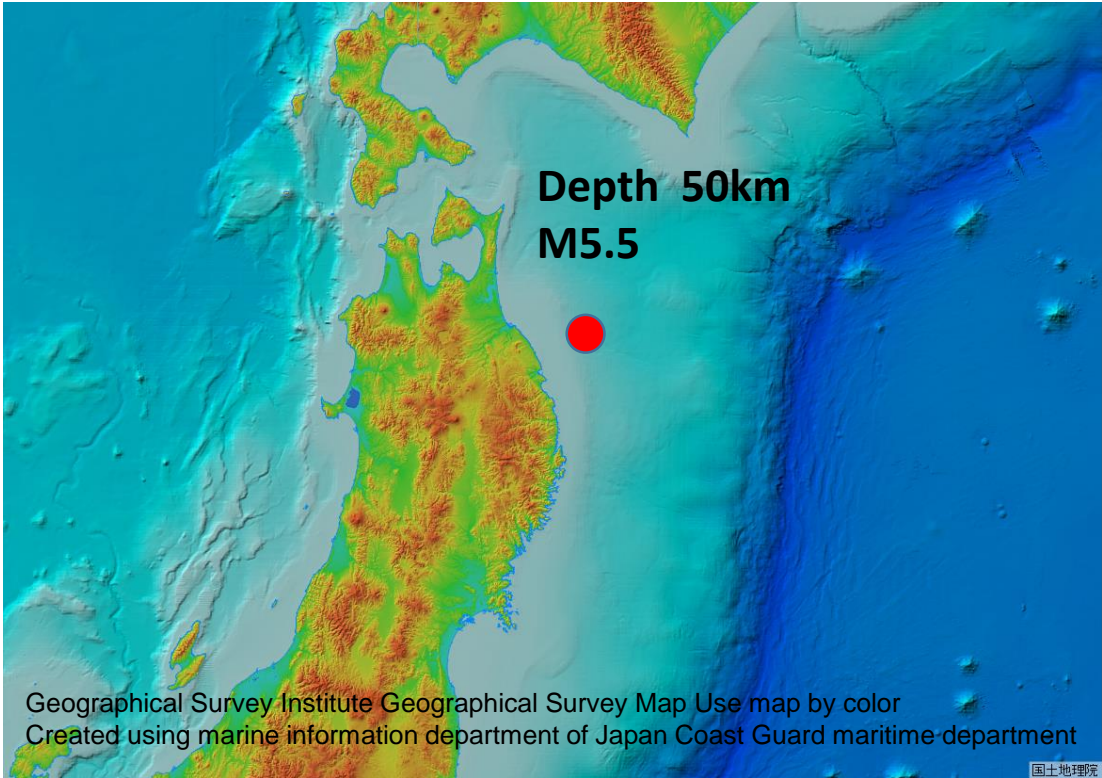 Depth 50km
M5.5
Geographical Survey Institute Geographical Survey Map Use map by color
Created using marine information department of Japan Coast Guard maritime department
国土地理院